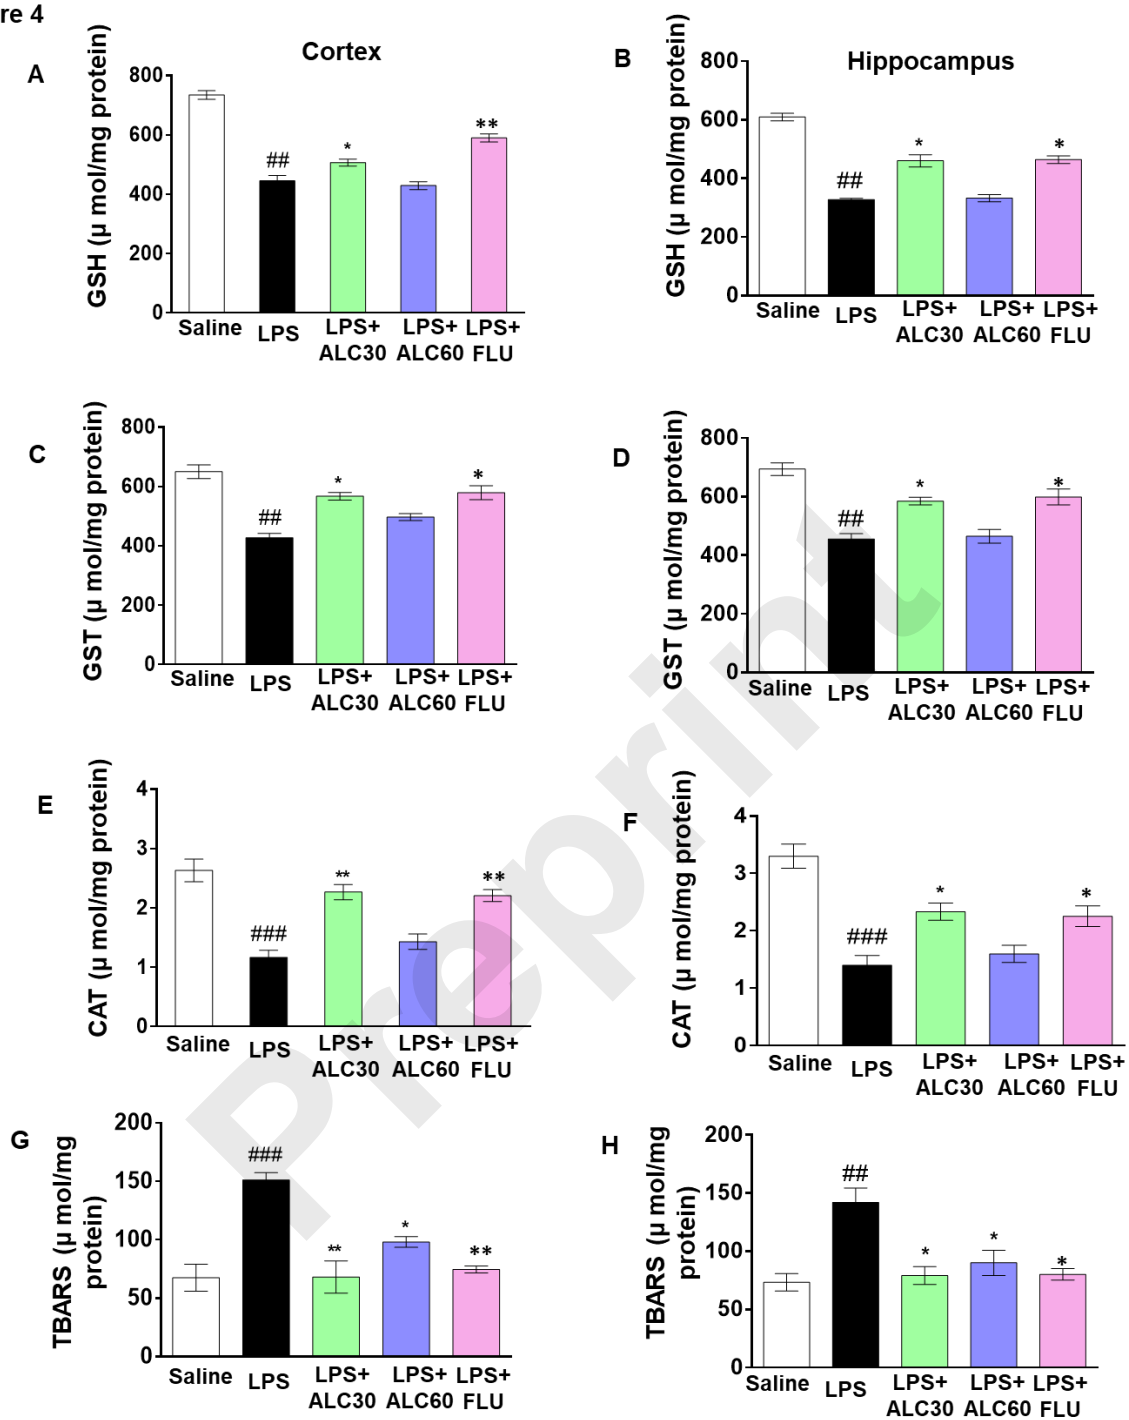 re 4
Cortex
Hippocampus
A
GSH (µ mol/mg protein)
800
600
400
200
0
##
*
**
Saline
LPS
LPS+
ALC30
LPS+
ALC60
LPS+
FLU
B
GSH (µ mol/mg protein)
800
600
400
200
0
##
*
*
Saline
LPS
LPS+
ALC30
LPS+
ALC60
LPS+
FLU
C
GST (µ mol/mg protein)
800
600
400
200
0
##
*
*
Saline
LPS
LPS+
ALC30
LPS+
ALC60
LPS+
FLU
D
GST (µ mol/mg protein)
800
600
400
200
0
##
*
*
Saline
LPS
LPS+
ALC30
LPS+
ALC60
LPS+
FLU
E
CAT (µ mol/mg protein)
4
3
2
1
0
###
**
**
Saline
LPS
LPS+
ALC30
LPS+
ALC60
LPS+
FLU
F
CAT (µ mol/mg protein)
4
3
2
1
0
###
*
*
Saline
LPS
LPS+
ALC30
LPS+
ALC60
LPS+
FLU
G
TBARS (µ mol/mg
protein)
200
150
100
50
0
###
**
*
**
Saline
LPS
LPS+
ALC30
LPS+
ALC60
LPS+
FLU
H
TBARS (µ mol/mg
protein)
200
150
100
50
0
##
*
*
*
Saline
LPS
LPS+
ALC30
LPS+
ALC60
LPS+
FLU
Preprint